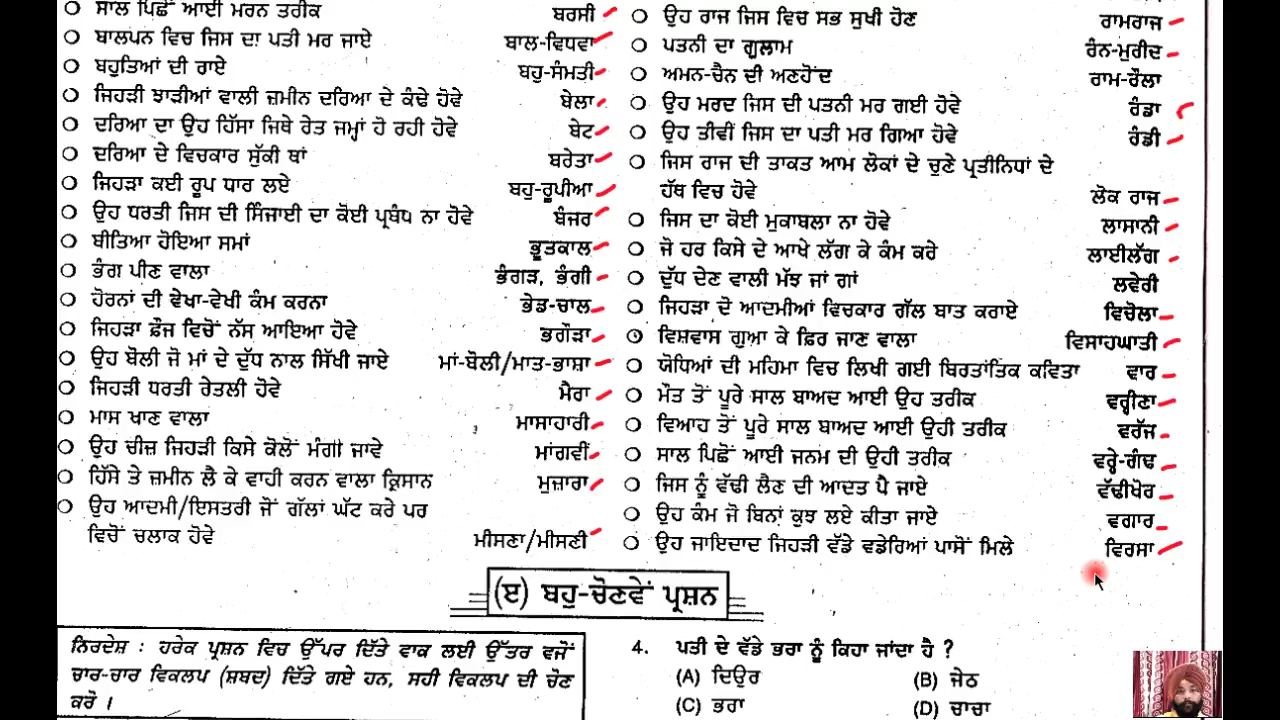 ਸਾਲ ਪਿਛੋਂ ਆਈ ਮਰਨ ਤਰੀਕ ਬਰਸੀ
ਬਾਲਪਨ ਵਿਚ ਜਿਸ ਦਾ ਪਤੀ ਮਰ ਜਾਏ ਬਾਲ-ਵਿਧਵਾ
ਬਹੁਤਿਆਂ ਦੀ ਰਾਏ ਬਹੁ-ਸੰਮਤੀ
ਜਿਹੜੀ ਝਾੜੀਆਂ ਵਾਲੀ ਜ਼ਮੀਨ ਦਰਿਆ ਦੇ ਕੰਢੇ ਹੋਵੇ ਬੇਲਾ
ਦਰਿਆ ਦਾ ਉਹ ਹਿੱਸਾ ਜਿਥੇ ਰੇਤ ਜਮ੍ਹਾਂ ਹੋ ਰਹੀ ਹੋਵੇ ਬੇਟ
ਦਰਿਆ ਦੇ ਵਿਚਕਾਰ ਸੁੱਕੀ ਥਾਂ ਬਰੇਤਾ
ਜਿਹੜਾ ਕਈ ਰੂਪ ਧਾਰ ਲਏ ਬਹੁ-ਰੂਪੀਆ
ਉਹ ਧਰਤੀ ਜਿਸ ਦੀ ਸਿੰਜਾਈ ਦਾ ਕੋਈ ਪ੍ਰਬੰਧ ਨਾ ਹੋਵੇ ਬੰਜਰ
ਬੀਤਿਆ ਹੋਇਆ ਸਮਾਂ ਭੂਤਕਾਲ
ਭੰਗ ਪੀਣ ਵਾਲਾ ਭੰਗੜ, ਭੰਗੀ
ਹੋਰਨਾਂ ਦੀ ਵੇਖਾ-ਵੇਖੀ ਕੰਮ ਕਰਨਾ ਭੇਡ-ਚਾਲ
ਜਿਹੜਾ ਫ਼ੌਜ ਵਿਚੋਂ ਨੱਸ ਆਇਆ ਹੋਵੇ ਭਗੌੜਾ
ਉਹ ਬੋਲੀ ਜੋ ਮਾਂ ਦੇ ਦੁੱਧ ਨਾਲ ਸਿੱਖੀ ਜਾਏ ਮਾਂ-ਬੋਲੀ/ਮਾਤ-ਭਾਸ਼ਾ
ਜਿਹੜੀ ਧਰਤੀ ਰੇਤਲੀ ਹੋਵੇ ਮੈਰਾ
ਮਾਸ ਖਾਣ ਵਾਲਾਂ ਮਾਸਾਹਾਰੀ
ਉਹ ਚੀਜ਼ ਜਿਹੜੀ ਕਿਸੇ ਕੋਲੋਂ ਮੰਗੀ ਜਾਵੇ ਮਾਂਗਵੀਂ
ਹਿੱਸੇ ਤੇ ਜ਼ਮੀਨ ਲੈ ਕੇ ਵਾਹੀ ਕਰਨ ਵਾਲਾ ਕ੍ਰਿਸਾਨ ਮੁਜ਼ਾਰਾ
ਉਹ ਆਦਮੀ/ਇਸਤਰੀ ਜੋਂ ਗੱਲਾਂ ਘੱਟ ਕਰੇ ਪਰ
ਵਿਚੋਂ ਚਲਾਕ ਹੋਵੇ ਮੀਸਣਾ/ਮੀਸਣੀ
ਉਹ ਰਾਜ ਜਿਸ ਵਿਚ ਸਭ ਸੁਖੀ ਹੋਣ ਰਾਮਰਾਜ
ਪਤਨੀ ਦਾ ਗੁਲਾਮ ਰੰਨ-ਮੁਰੀਦ
ਅਮਨ-ਚੈਨ ਦੀ ਅਣਹੋਂਦ ਰਾਮ-ਰੌਲਾ
ਉਹ ਮਰਦ ਜਿਸ ਦੀ ਪਤਨੀ ਮਰ ਗਈ ਹੋਵੇ ਰੰਡਾ
ਉਹ ਤੀਵੀਂ ਜਿਸ ਦਾ ਪਤੀ ਮਰ ਗਿਆ ਹੋਵੇ ਰੰਡੀ
ਜਿਸ ਰਾਜ ਦੀ ਤਾਕਤ ਆਮ ਲੋਕਾਂ ਦੇ ਚੁਣੇ ਪ੍ਰਤੀਨਿਧਾਂ ਦੇ
ਹੱਥ ਵਿਚ ਹੋਵੇ ਲੋਕ ਰਾਜ
ਜਿਸ ਦਾ ਕੋਈ ਮੁਕਾਬਲਾ ਨਾ ਹੋਵੇ ਲਾਸਾਨੀ
ਜੋ ਹਰ ਕਿਸੇ ਦੇ ਆਖੇ ਲੱਗ ਕੇ ਕੰਮ ਕਰੇ ਲਾਈਲੱਗ
ਦੁੱਧ ਦੇਣ ਵਾਲੀ ਮੱਝ ਜਾਂ ਗਾਂ ਲਵੇਰੀ
ਜਿਹੜਾ ਦੋ ਆਦਮੀਆਂ ਵਿਚਕਾਰ ਗੱਲ ਬਾਤ ਕਰਾਏ ਵਿਚੋਲਾ
ਵਿਸ਼ਵਾਸ ਗੁਆ ਕੇ ਫ਼ਿਰ ਜਾਣ ਵਾਲਾ ਵਿਸਾਹਘਾਤੀ
ਯੋਧਿਆਂ ਦੀ ਮਹਿਮਾ ਵਿਚ ਲਿਖੀ ਗਈ ਬਿਰਤਾਂਤਿਕ ਕਵਿਤਾ ਵਾਰ
ਮੌਤ ਤੋਂ ਪੂਰੇ ਸਾਲ ਬਾਅਦ ਆਈ ਉਹ ਤਰੀਕ ਵਰ੍ਹੀਣਾ
ਵਿਆਹ ਤੋਂ ਪੂਰੇ ਸਾਲ ਬਾਅਦ ਆਈ ਉਹੀ ਤਰੀਕ ਵਰੱਜ
ਸਾਲ ਪਿਛੋਂ ਆਈ ਜਨਮ ਦੀ ਉਹੀ ਤਰੀਕ ਵਰ੍ਹੇ-ਗੰਢ
ਜਿਸ ਨੂੰ ਵੱਢੀ ਲੈਣ ਦੀ ਆਦਤ ਪੈ ਜਾਏ ਵੱਢੀਖੋਰ
ਉਹ ਕੰਮ ਜੋ ਬਿਨਾਂ ਕੁਝ ਲਏ ਕੀਤਾ ਜਾਏ ਵਗਾਰ
ਉਹ ਜਾਇਦਾਦ ਜਿਹੜੀ ਵੱਡੇ ਵਡੇਰਿਆਂ ਪਾਸੋਂ ਮਿਲੇ ਵਿਰਸਾ
(ੲ) ਬਹੁ-ਚੋਣਵੇਂ ਪ੍ਰਸ਼ਨ
ਨਿਰਦੇਸ਼ : ਹਰੇਕ ਪ੍ਰਸ਼ਨ ਵਿਚ ਉੱਪਰ ਦਿੱਤੇ ਵਾਕ ਲਈ ਉੱਤਰ ਵਜੋਂ
ਚਾਰ-ਚਾਰ ਵਿਕਲਪ (ਸ਼ਬਦ) ਦਿੱਤੇ ਗਏ ਹਨ, ਸਹੀ ਵਿਕਲਪ ਦੀ ਚੋਣ
ਕਰੋ ।
4. ਪਤੀ ਦੇ ਵੱਡੇ ਭਰਾ ਨੂੰ ਕਿਹਾ ਜਾਂਦਾ ਹੈ ?
(A) ਦਿਉਰ (B) ਜੇਠ
(C) ਭਰਾ (D) ਚਾਚਾ